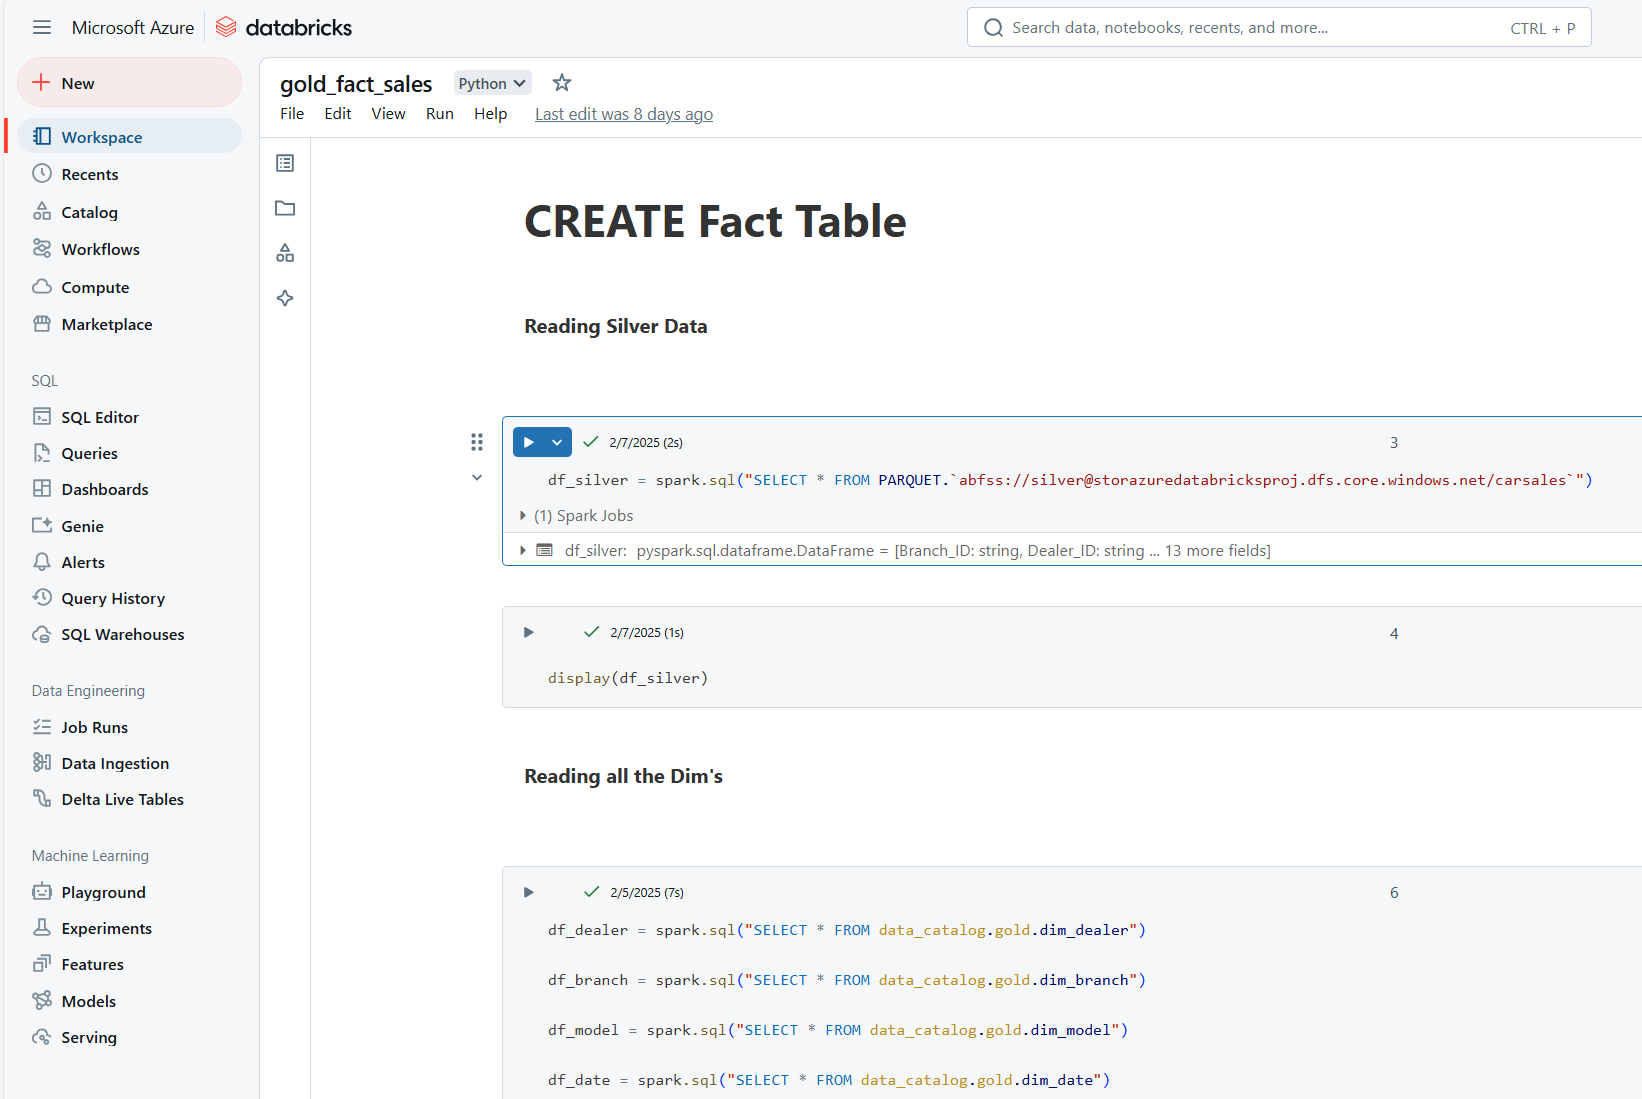 Microsoft Azure databricks
Search data, notebooks, recents, and more... CTRL + P
New
Workspace
Recents
Catalog
Workflows
Compute
Marketplace
SQL
SQL Editor
Queries
Dashboards
Genie
Alerts
Query History
SQL Warehouses
Data Engineering
Job Runs
Data Ingestion
Delta Live Tables
Machine Learning
Playground
Experiments
Features
Models
Serving
gold_fact_sales Python
File Edit View Run Help Last edit was 8 days ago
CREATE Fact Table
Reading Silver Data
2/7/2025 (2s) 3
df_silver = spark.sql("SELECT * FROM PARQUET.`abfss://silver@storazuredatabricksproj.dfs.core.windows.net/carsales`")
(1) Spark Jobs
df_silver: pyspark.sql.dataframe.DataFrame = [Branch_ID: string, Dealer_ID: string ... 13 more fields]
2/7/2025 (1s) 4
display(df_silver)
Reading all the Dim's
2/5/2025 (7s) 6
df_dealer = spark.sql("SELECT * FROM data_catalog.gold.dim_dealer")
df_branch = spark.sql("SELECT * FROM data_catalog.gold.dim_branch")
df_model = spark.sql("SELECT * FROM data_catalog.gold.dim_model")
df_date = spark.sql("SELECT * FROM data_catalog.gold.dim_date")